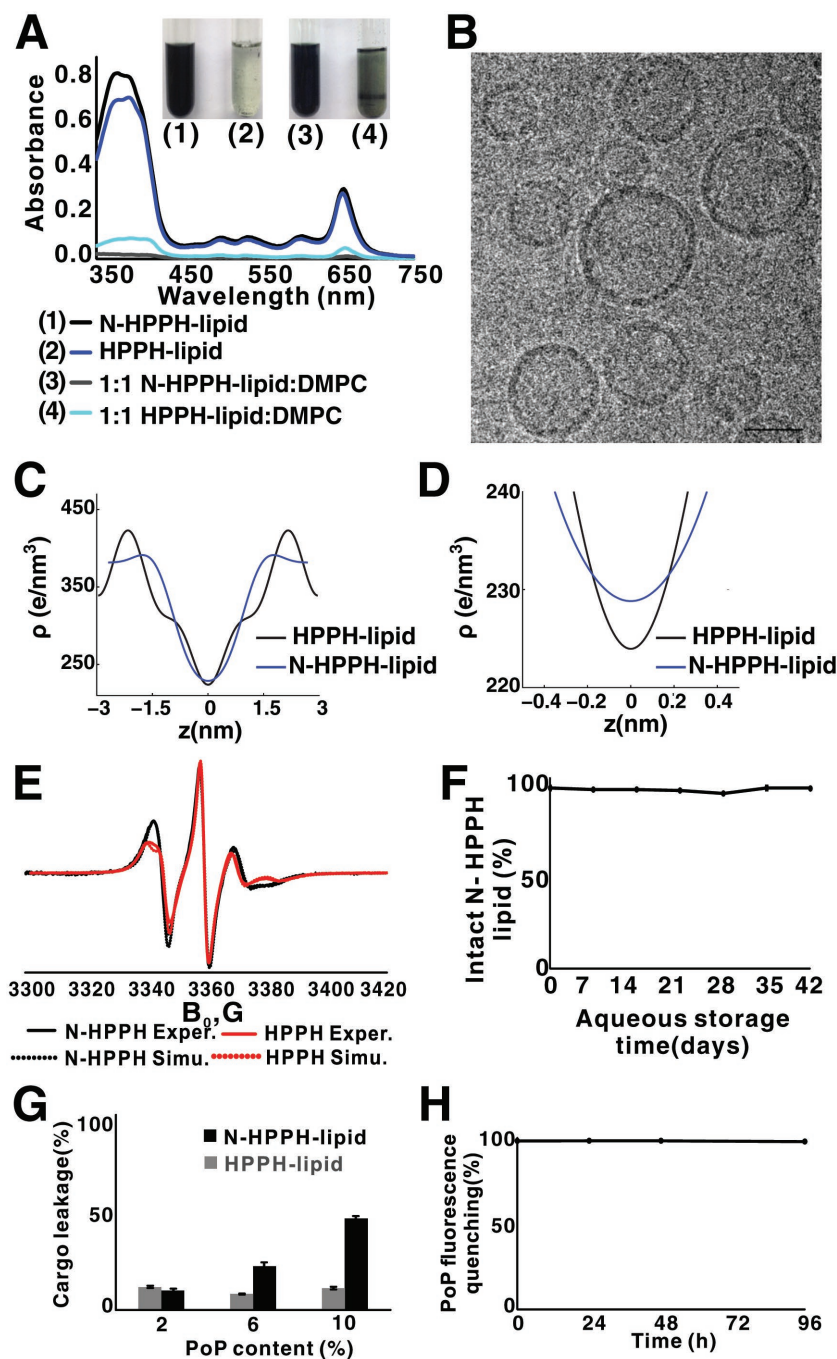 A
Absorbance
0.8
0.6
0.4
0.2
0.0
(1) (2) (3) (4)
350 450 550 650 750
Wavelength (nm)
(1) N-HPPH-lipid
(2) HPPH-lipid
(3) 1:1 N-HPPH-lipid:DMPC
(4) 1:1 HPPH-lipid:DMPC
B
C
ρ (e/nm³)
450
350
250
HPPH-lipid
N-HPPH-lipid
−3 −1.5 0 1.5 3
z(nm)
D
ρ (e/nm³)
240
230
220
HPPH-lipid
N-HPPH-lipid
−0.4 −0.2 0 0.2 0.4
z(nm)
E
3300 3320 3340 3360 3380 3400 3420
B₀,G
N-HPPH Exper. HPPH Exper.
N-HPPH Simu. HPPH Simu.
F
Intact N- HPPH
lipid (%)
100
50
0
0 7 14 21 28 35 42
Aqueous storage
time(days)
G
Cargo leakage(%)
100
50
0
N-HPPH-lipid
HPPH-lipid
2 6 10
PoP content (%)
H
PoP fluorescence
quenching(%)
100
50
0
0 24 48 72 96
Time (h)